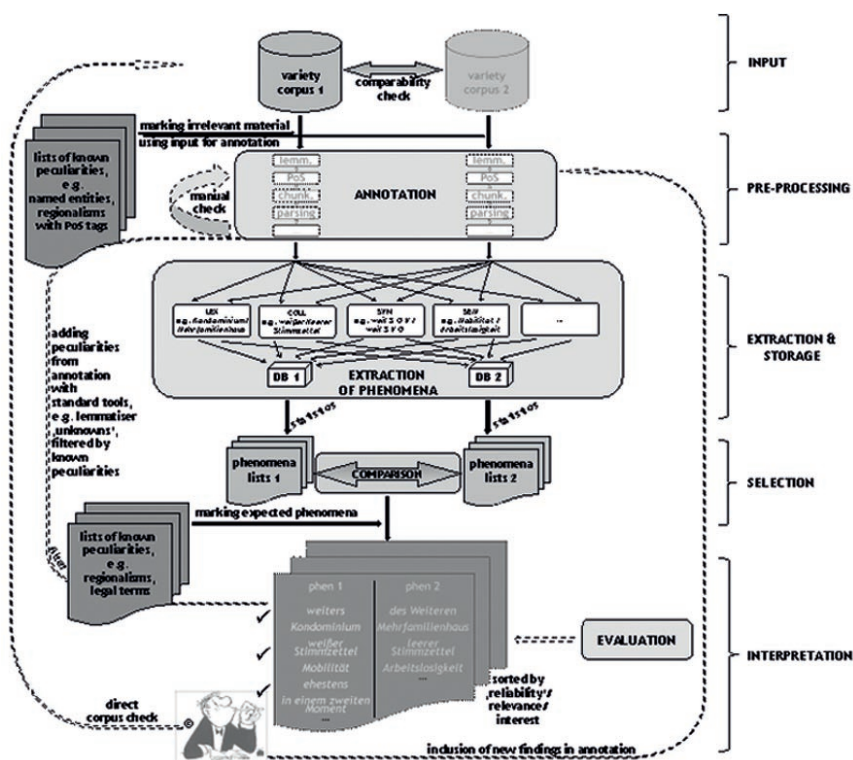 variety
corpus 1
comparability
check
variety
corpus 2
INPUT
marking irrelevant material
using input for annotation
lists of known
peculiarities,
e.g.
named entities,
regionalisms
with PoS tags
manual
check
lemm.
PoS
chunk.
parsing
...
ANNOTATION
lemm.
PoS
chunk.
parsing
...
PRE-PROCESSING
LEX
e.g. Kondominium/
Mehrfamilienhaus
COLL
e.g. weißer/leerer
Stimmzettel
SYN
e.g. weil S O V /
weil S V O
SEM
e.g. Mobilität /
Arbeitslosigkeit
...
DB 1
EXTRACTION
OF PHENOMENA
DB 2
EXTRACTION &
STORAGE
adding
peculiarities
from
annotation
with
standard tools,
e.g. lemmatiser
‚unknowns‘,
filtered by
known
peculiarities
statistics
statistics
phenomena
lists 1
COMPARISON
phenomena
lists 2
SELECTION
marking expected phenomena
lists of known
peculiarities,
e.g.
regionalisms,
legal terms
phen 1
weiters
Kondominium
weißer
Stimmzettel
Mobilität
ehestens
in einem zweiten
Moment
...
phen 2
des Weiteren
Mehrfamilienhaus
leerer
Stimmzettel
Arbeitslosigkeit
...
EVALUATION
INTERPRETATION
sorted by
‚reliability‘/
relevance/
interest
direct
corpus check
©
inclusion of new findings in annotation